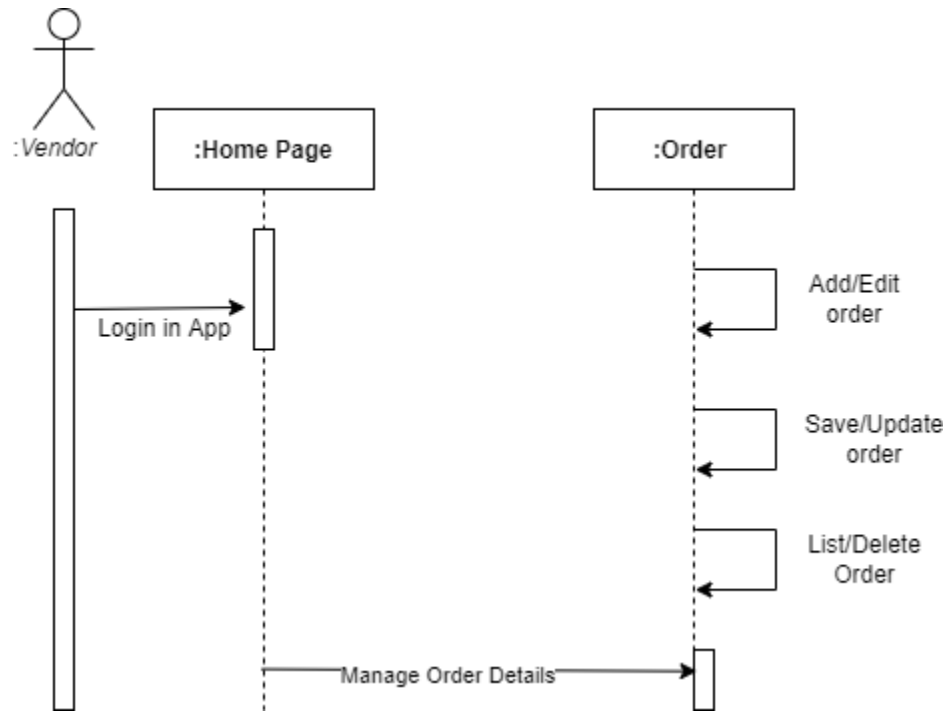 :Vendor
:Home Page
:Order
Add/Edit
order
Login in App
Save/Update
order
List/Delete
Order
Manage Order Details